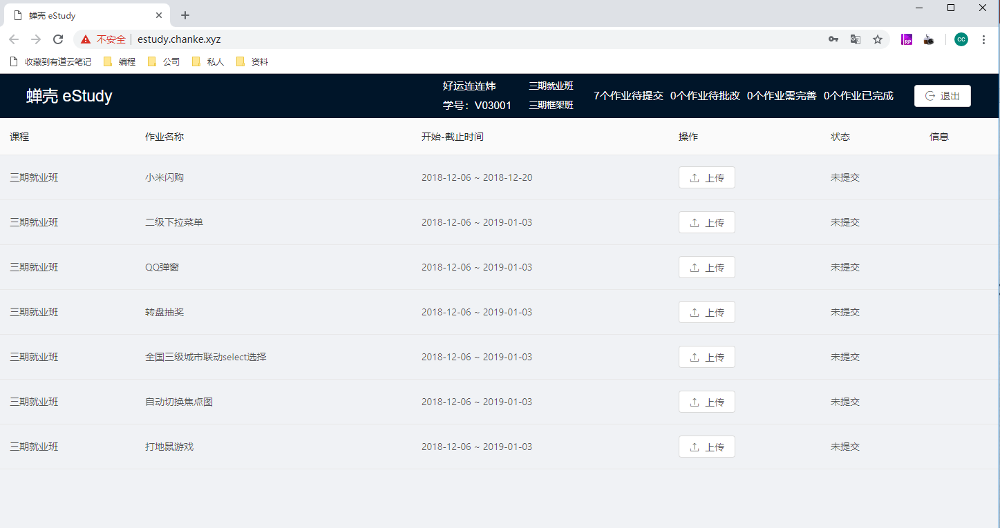 蝉壳 eStudy
不安全 estudy.chanke.xyz
RP
cc
收藏到有道云笔记 编程 公司 私人 资料
蝉壳 eStudy
好运连连炜 三期就业班
学号：V03001 三期框架班
7个作业待提交 0个作业待批改 0个作业需完善 0个作业已完成 退出
课程 作业名称 开始-截止时间 操作 状态 信息
三期就业班 小米闪购 2018-12-06 ~ 2018-12-20 上传 未提交
三期就业班 二级下拉菜单 2018-12-06 ~ 2019-01-03 上传 未提交
三期就业班 QQ弹窗 2018-12-06 ~ 2019-01-03 上传 未提交
三期就业班 转盘抽奖 2018-12-06 ~ 2019-01-03 上传 未提交
三期就业班 全国三级城市联动select选择 2018-12-06 ~ 2019-01-03 上传 未提交
三期就业班 自动切换焦点图 2018-12-06 ~ 2019-01-03 上传 未提交
三期就业班 打地鼠游戏 2018-12-06 ~ 2019-01-03 上传 未提交